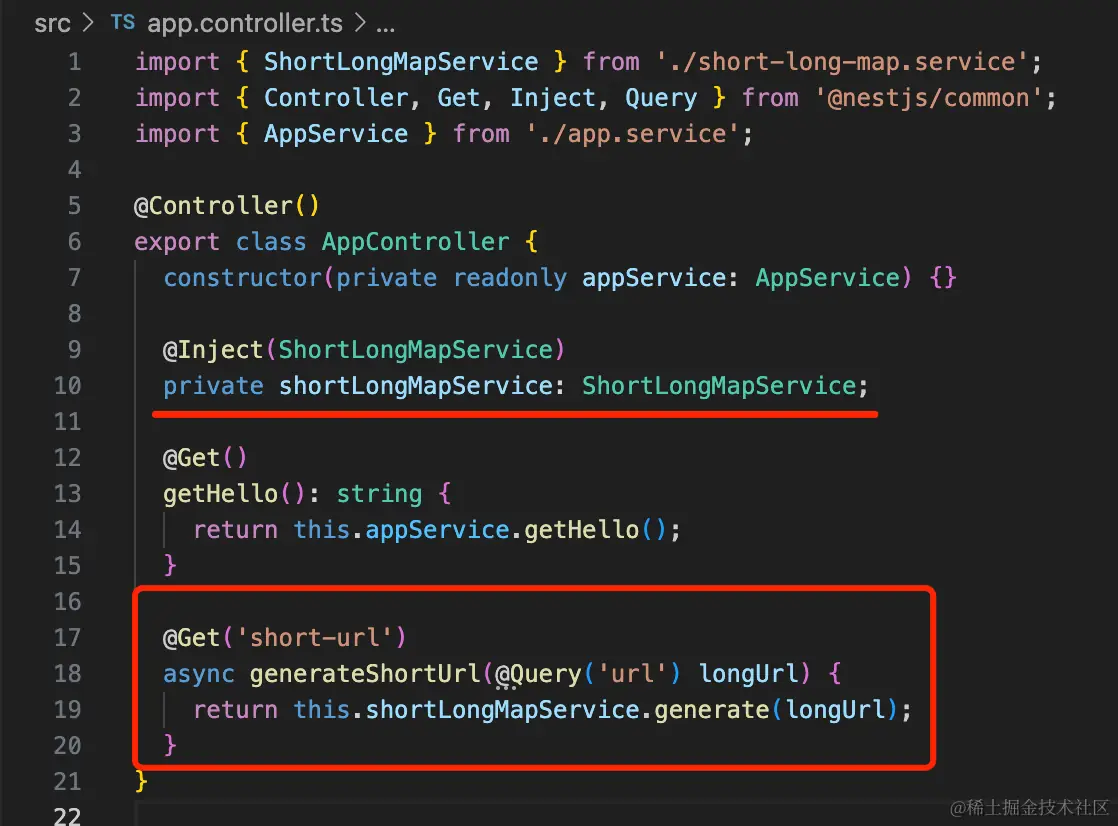 src > TS app.controller.ts > ...
1 import { ShortLongMapService } from './short-long-map.service';
2 import { Controller, Get, Inject, Query } from '@nestjs/common';
3 import { AppService } from './app.service';
4
5 @Controller()
6 export class AppController {
7   constructor(private readonly appService: AppService) {}
8
9   @Inject(ShortLongMapService)
10   private shortLongMapService: ShortLongMapService;
11
12   @Get()
13   getHello(): string {
14     return this.appService.getHello();
15   }
16
17   @Get('short-url')
18   async generateShortUrl(@Query('url') longUrl) {
19     return this.shortLongMapService.generate(longUrl);
20   }
21 }
22
@稀土掘金技术社区